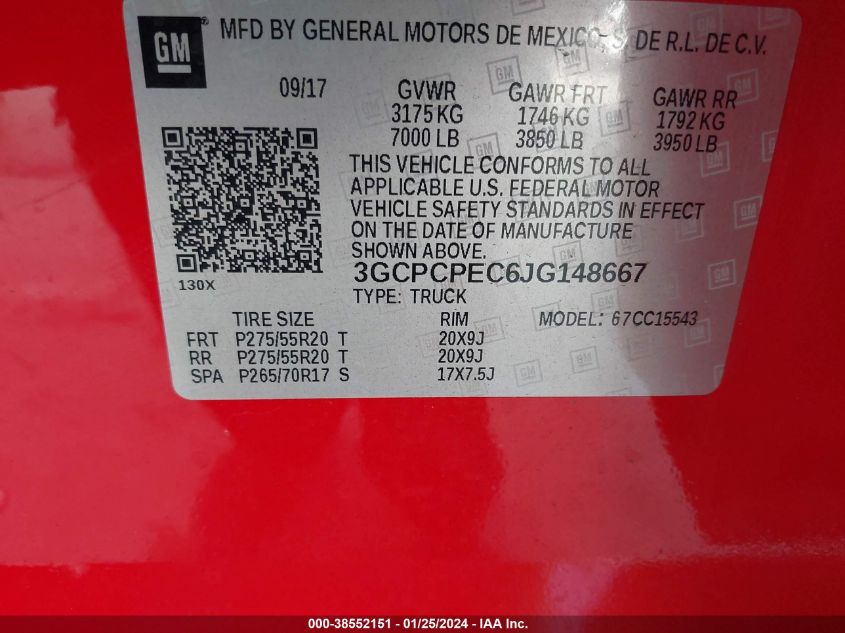 GM
MFD BY GENERAL MOTORS DE MEXICO, S. DE R.L. DE C.V.
09/17
GVWR GAWR FRT GAWR RR
3175 KG 1746 KG 1792 KG
7000 LB 3850 LB 3950 LB
THIS VEHICLE CONFORMS TO ALL
APPLICABLE U.S. FEDERAL MOTOR
VEHICLE SAFETY STANDARDS IN EFFECT
ON THE DATE OF MANUFACTURE
SHOWN ABOVE.
130X
3GCPCPEC6JG148667
TYPE: TRUCK
TIRE SIZE RIM MODEL: 67CC15543
FRT P275/55R20 T 20X9J
RR P275/55R20 T 20X9J
SPA P265/70R17 S 17X7.5J
000-38552151 / 01/25/2024 - IAA Inc.